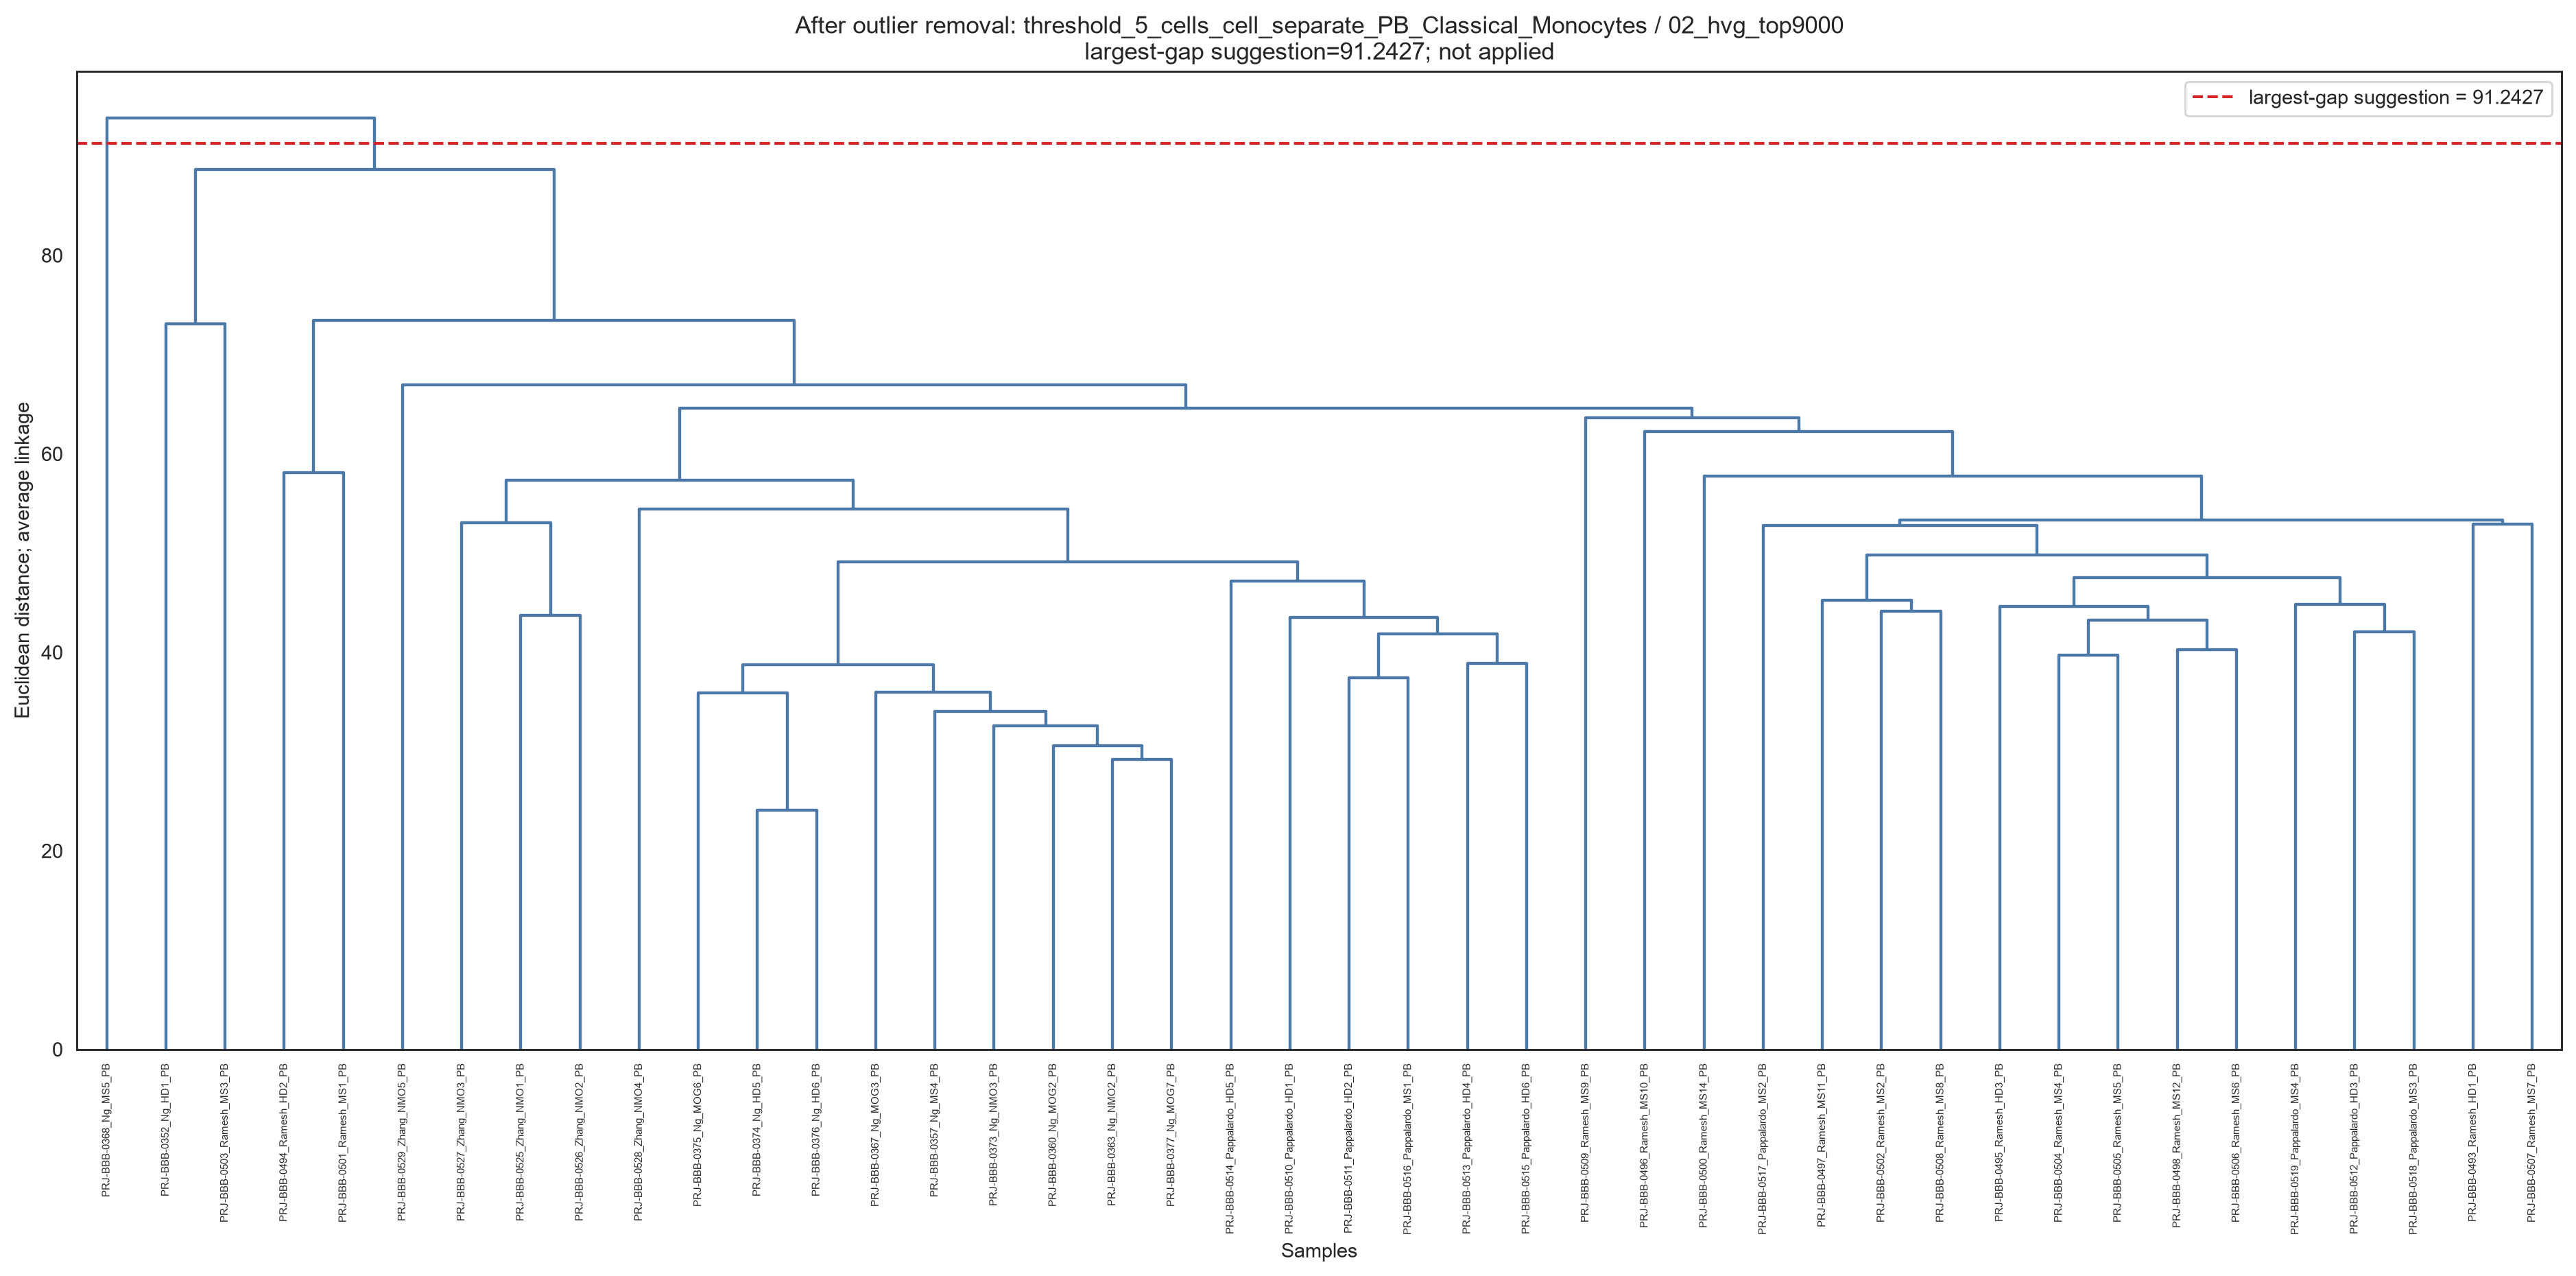 After outlier removal: threshold_5_cells_cell_separate_PB_Classical_Monocytes / 02_hvg_top9000
largest-gap suggestion=91.2427; not applied
largest-gap suggestion = 91.2427
Euclidean distance; average linkage
80
60
40
20
0
PRJ-BBB-0368_Ng_MS5_PB
PRJ-BBB-0352_Ng_HD1_PB
PRJ-BBB-0503_Ramesh_MS3_PB
PRJ-BBB-0494_Ramesh_HD2_PB
PRJ-BBB-0501_Ramesh_MS1_PB
PRJ-BBB-0529_Zhang_NMO5_PB
PRJ-BBB-0527_Zhang_NMO3_PB
PRJ-BBB-0525_Zhang_NMO1_PB
PRJ-BBB-0526_Zhang_NMO2_PB
PRJ-BBB-0528_Zhang_NMO4_PB
PRJ-BBB-0375_Ng_MOG6_PB
PRJ-BBB-0374_Ng_HD5_PB
PRJ-BBB-0376_Ng_HD6_PB
PRJ-BBB-0367_Ng_MOG3_PB
PRJ-BBB-0357_Ng_MS4_PB
PRJ-BBB-0373_Ng_NMO3_PB
PRJ-BBB-0360_Ng_MOG2_PB
PRJ-BBB-0363_Ng_NMO2_PB
PRJ-BBB-0377_Ng_MOG7_PB
PRJ-BBB-0514_Pappalardo_HD5_PB
PRJ-BBB-0510_Pappalardo_HD1_PB
PRJ-BBB-0511_Pappalardo_HD2_PB
PRJ-BBB-0516_Pappalardo_MS1_PB
PRJ-BBB-0513_Pappalardo_HD4_PB
PRJ-BBB-0515_Pappalardo_HD6_PB
PRJ-BBB-0509_Ramesh_MS9_PB
PRJ-BBB-0496_Ramesh_MS10_PB
PRJ-BBB-0500_Ramesh_MS14_PB
PRJ-BBB-0517_Pappalardo_MS2_PB
PRJ-BBB-0497_Ramesh_MS11_PB
PRJ-BBB-0502_Ramesh_MS2_PB
PRJ-BBB-0508_Ramesh_MS8_PB
PRJ-BBB-0495_Ramesh_HD3_PB
PRJ-BBB-0504_Ramesh_MS4_PB
PRJ-BBB-0505_Ramesh_MS5_PB
PRJ-BBB-0498_Ramesh_MS12_PB
PRJ-BBB-0506_Ramesh_MS6_PB
PRJ-BBB-0519_Pappalardo_MS4_PB
PRJ-BBB-0512_Pappalardo_HD3_PB
PRJ-BBB-0518_Pappalardo_MS3_PB
PRJ-BBB-0493_Ramesh_HD1_PB
PRJ-BBB-0507_Ramesh_MS7_PB
Samples